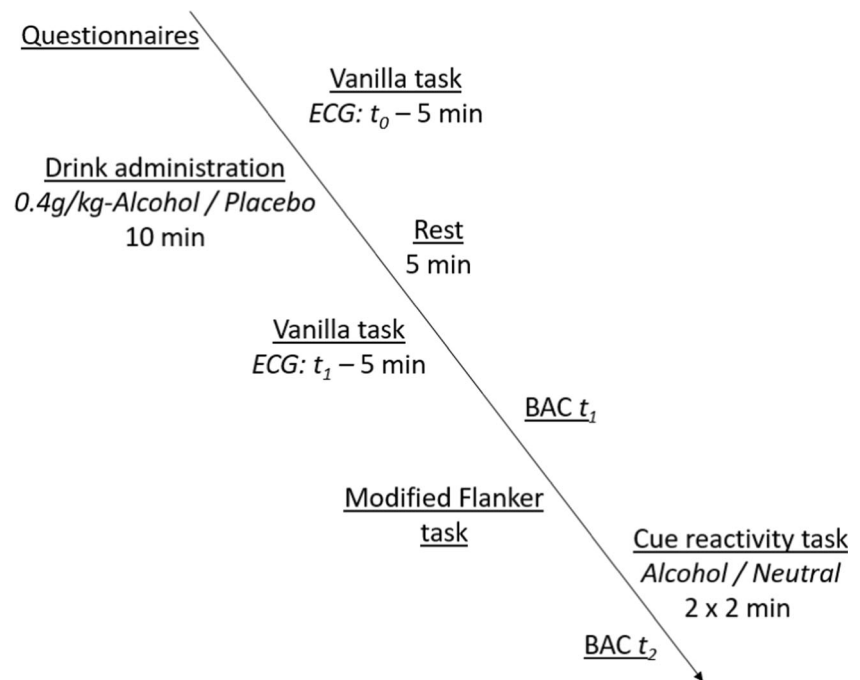 Questionnaires
Vanilla task
ECG: t₀ – 5 min
Drink administration
0.4g/kg-Alcohol / Placebo
10 min
Rest
5 min
Vanilla task
ECG: t₁ – 5 min
BAC t₁
Modified Flanker
task
Cue reactivity task
Alcohol / Neutral
2 x 2 min
BAC t₂